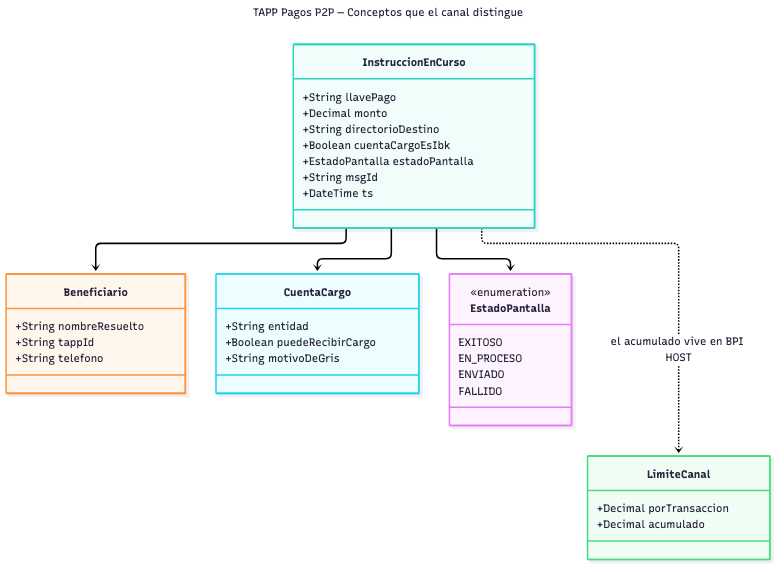 TAPP Pagos P2P — Conceptos que el canal distingue
InstruccionEnCurso
+String llavePago
+Decimal monto
+String directorioDestino
+Boolean cuentaCargoEsIbk
+EstadoPantalla estadoPantalla
+String msgId
+DateTime ts
Beneficiario
+String nombreResuelto
+String tappId
+String telefono
CuentaCargo
+String entidad
+Boolean puedeRecibirCargo
+String motivoDeGris
«enumeration»
EstadoPantalla
EXITOSO
EN_PROCESO
ENVIADO
FALLIDO
el acumulado vive en BPI
HOST
LimiteCanal
+Decimal porTransaccion
+Decimal acumulado